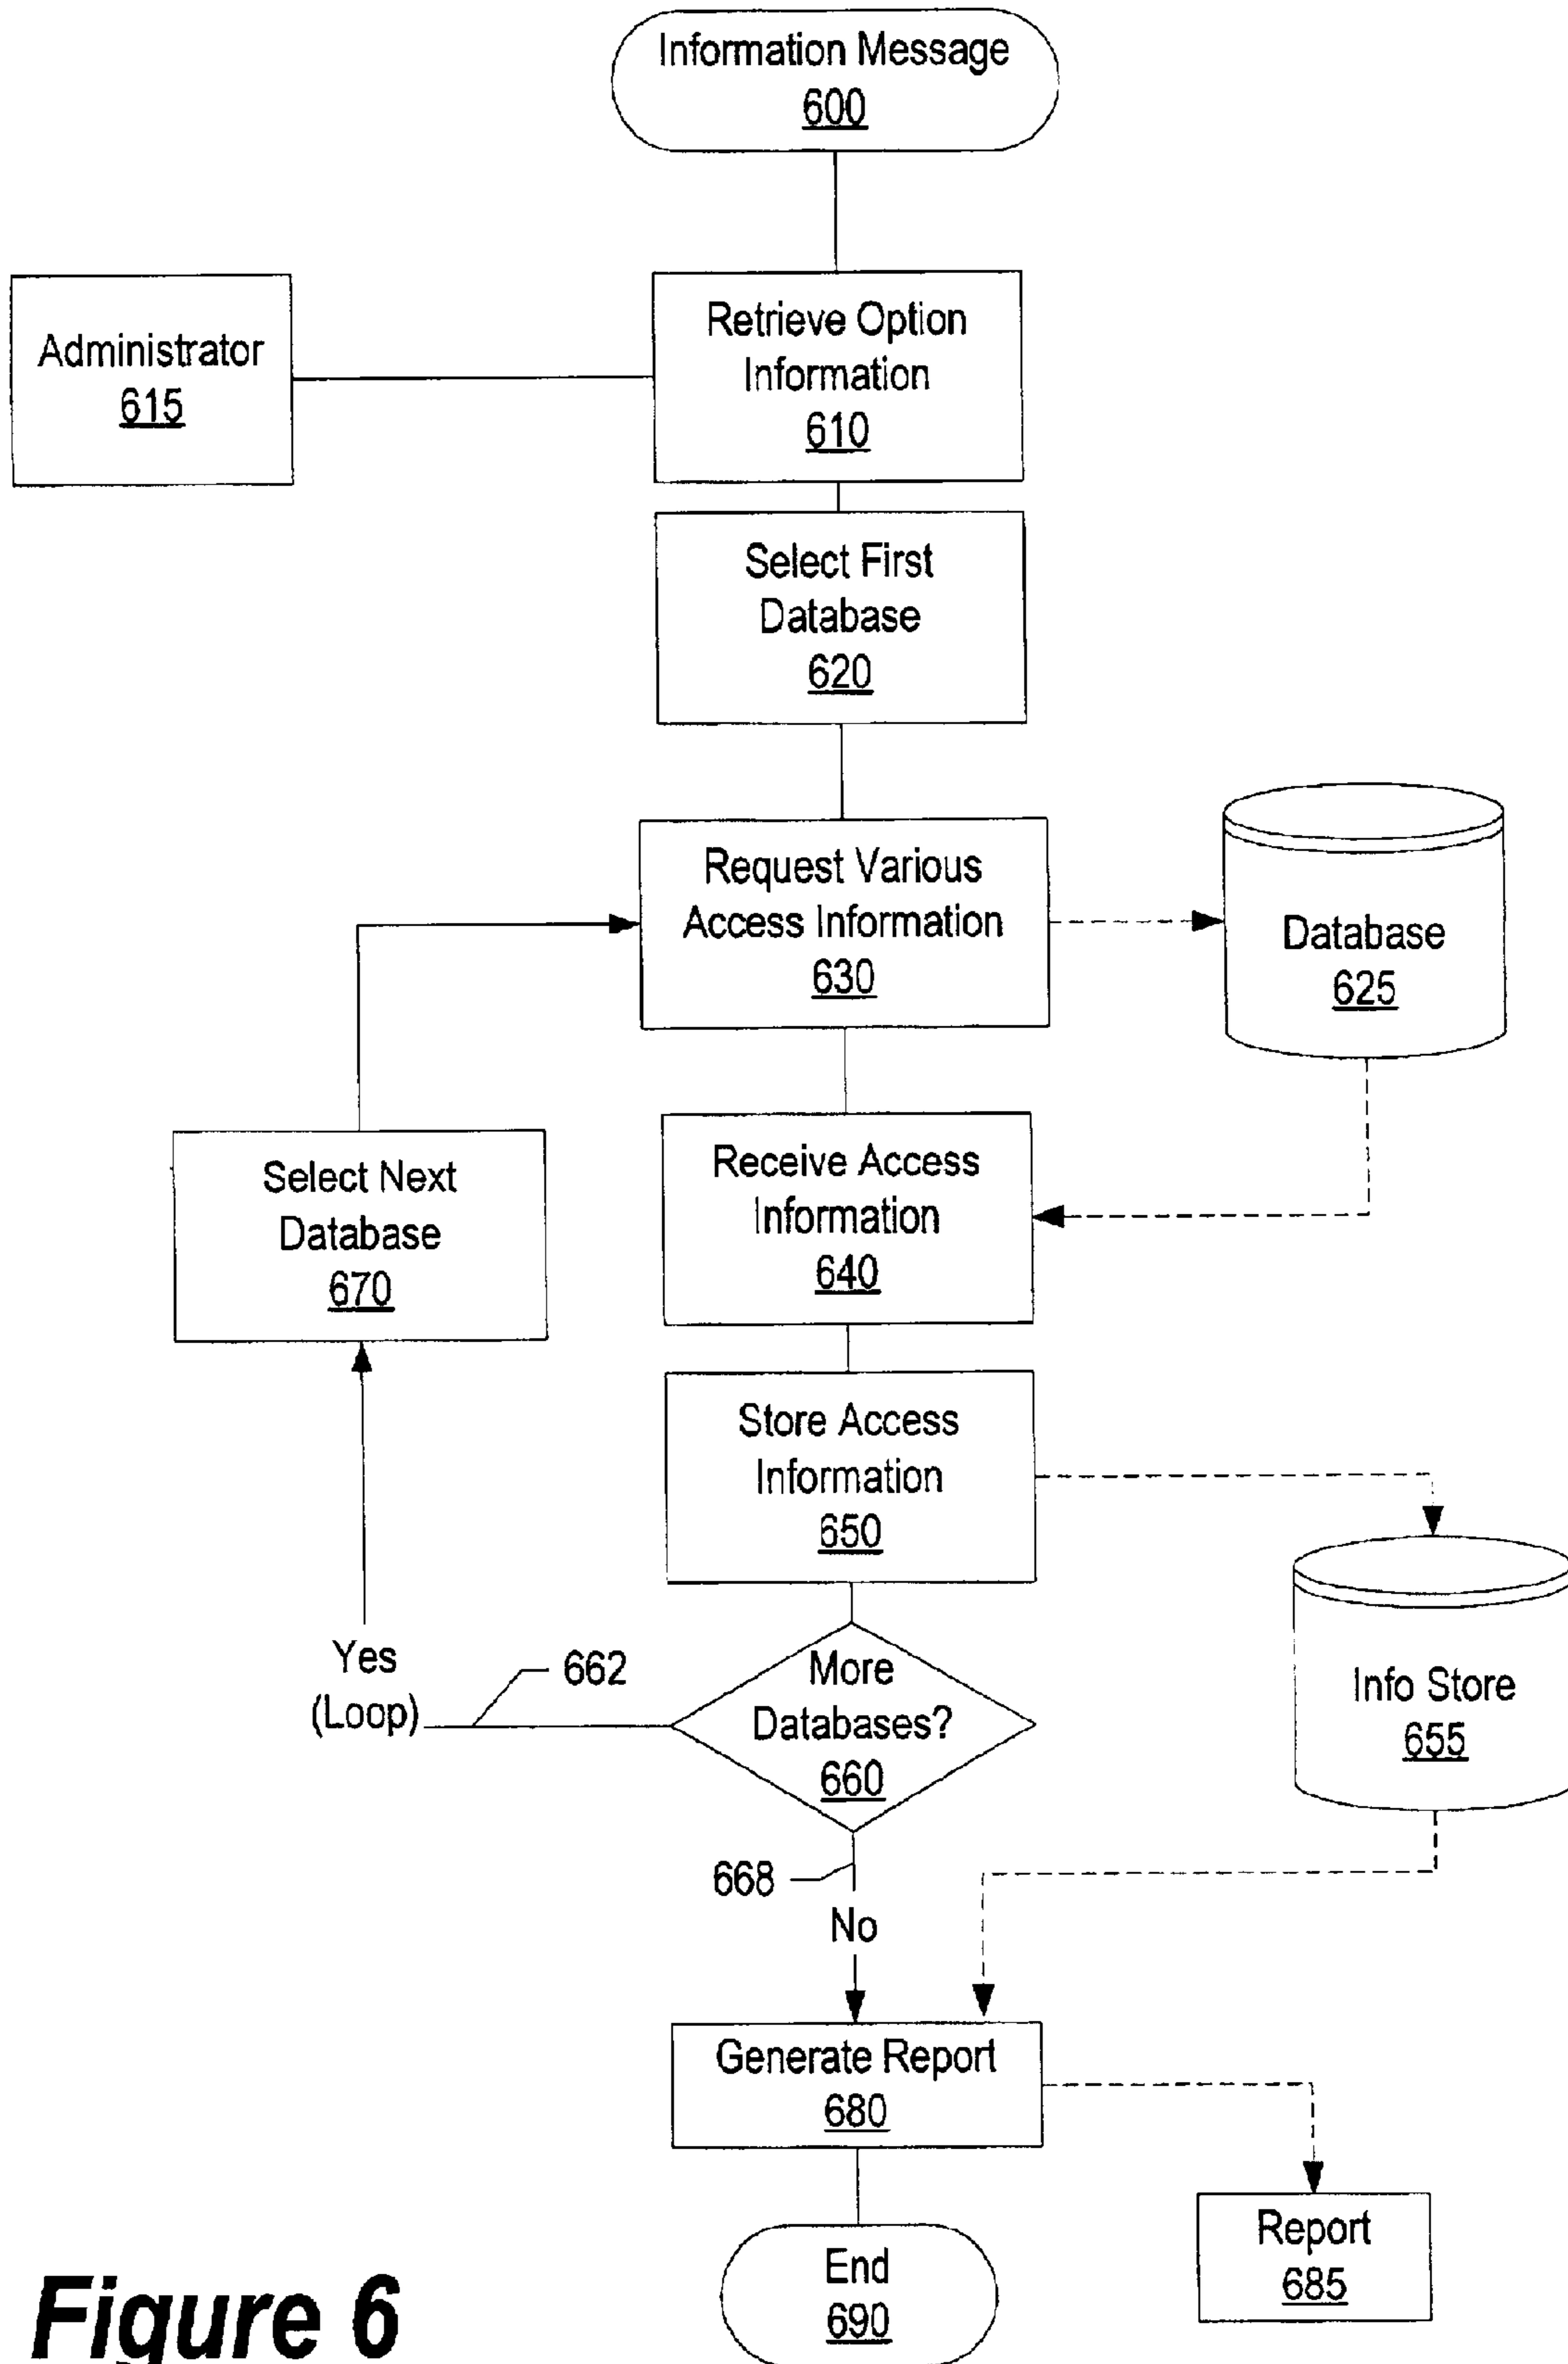 Information Message
600
Administrator
615
Retrieve Option
Information
610
Select First
Database
620
Request Various
Access Information
630
Database
625
Select Next
Database
670
Receive Access
Information
640
Store Access
Information
650
Yes
(Loop)
662
More
Databases?
660
Info Store
655
668
No
Generate Report
680
Report
685
End
690
Figure 6